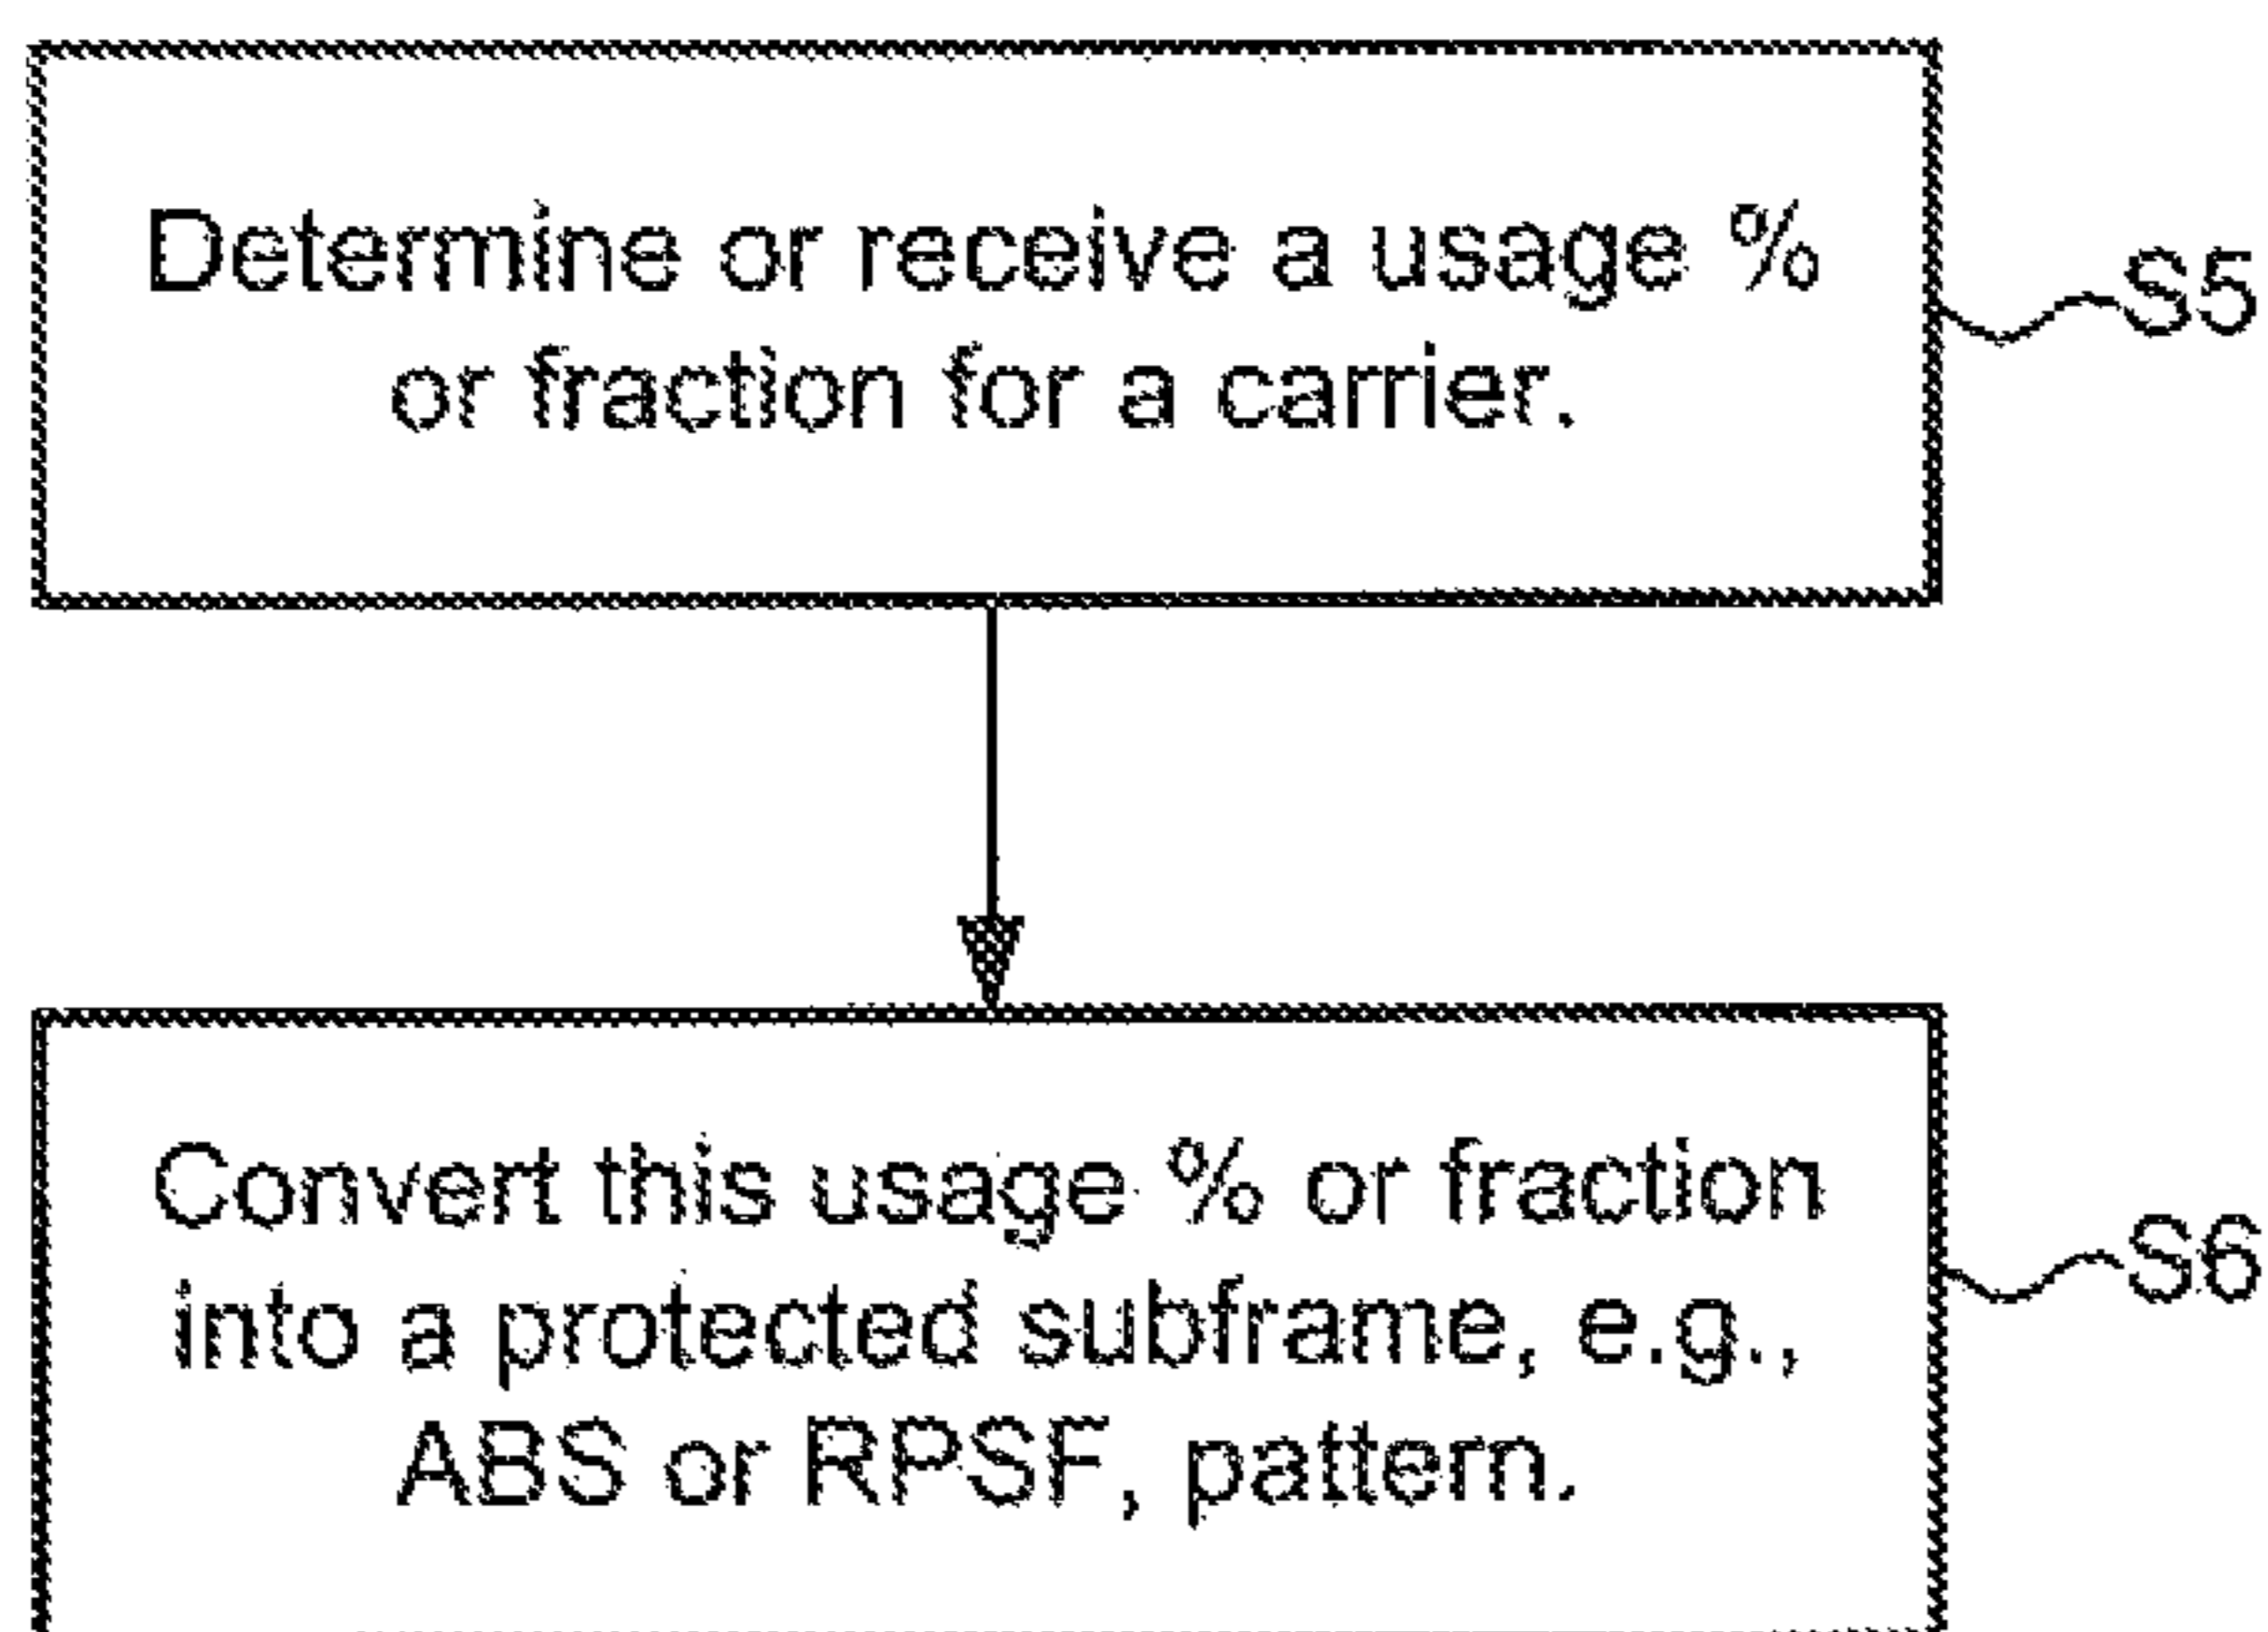 Determine or receive a usage %
or fraction for a carrier.
S5
Convert this usage % or fraction
into a protected subframe, e.g.,
ABS or RPSF, pattern.
S6